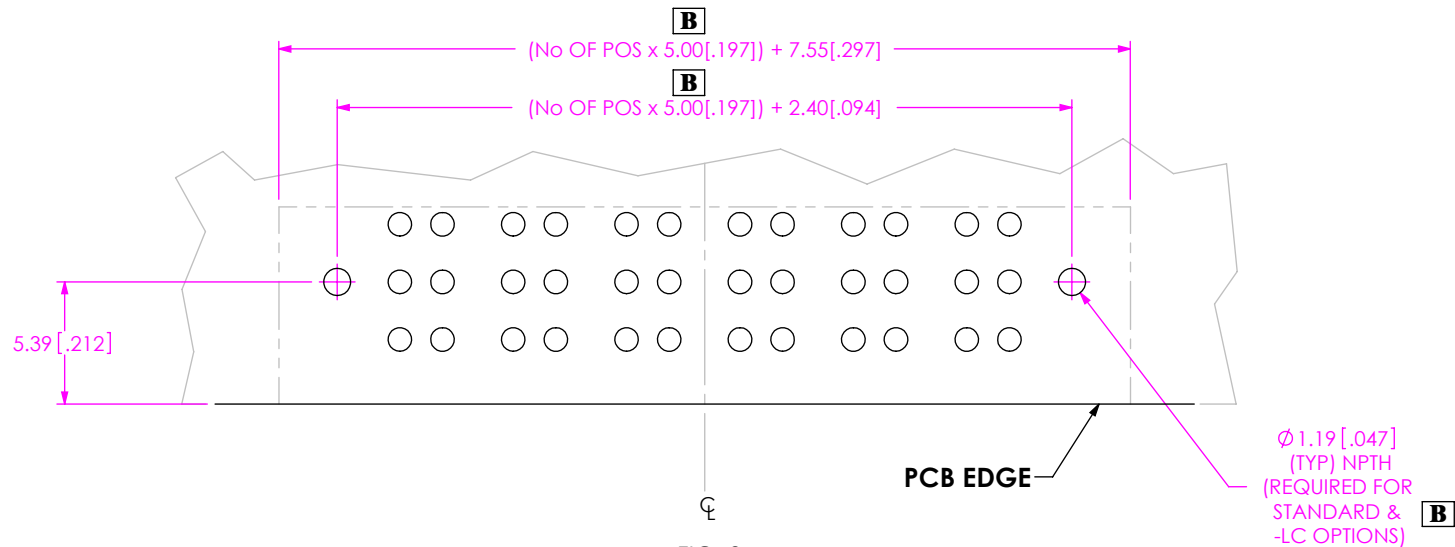 B
(No OF POS x 5.00[.197]) + 7.55[.297]
B
(No OF POS x 5.00[.197]) + 2.40[.094]
5.39 [.212]
PCB EDGE
Ø1.19 [.047]
(TYP) NPTH
(REQUIRED FOR
STANDARD & B
-LC OPTIONS)
℄